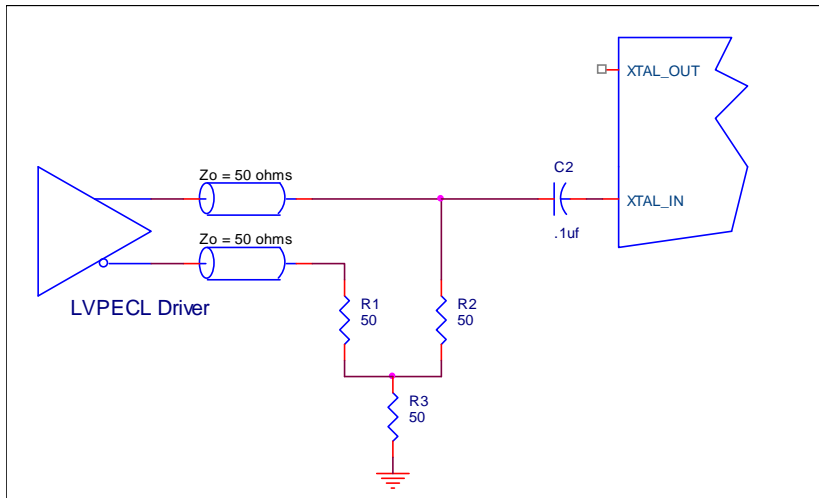 XTAL_OUT
C2
Zo = 50 ohms
XTAL_IN
.1uf
Zo = 50 ohms
LVPECL Driver
R1
50
R2
50
R3
50